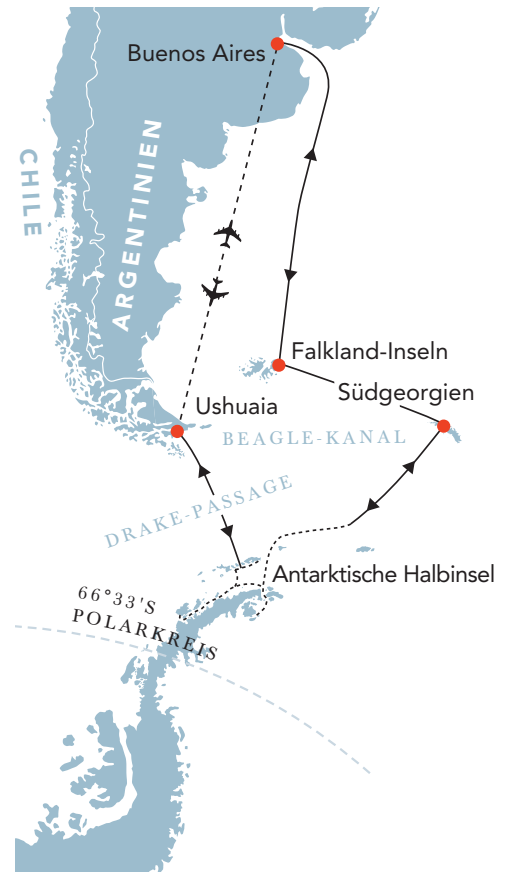 Buenos Aires
CHILE
ARGENTINIEN
Falkland-Inseln
Südgeorgien
Ushuaia
BEAGLE-KANAL
DRAKE-PASSAGE
Antarktische Halbinsel
66°33'S
POLARKREIS